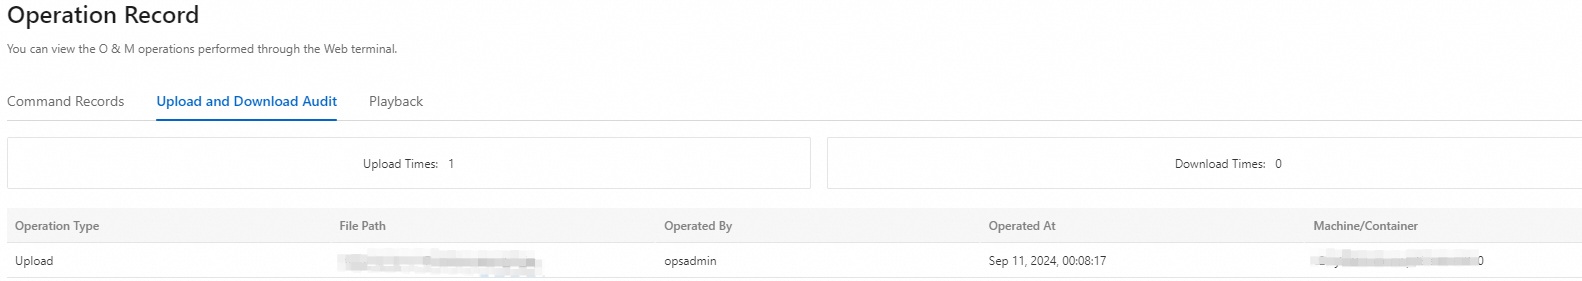 Operation Record
You can view the O & M operations performed through the Web terminal.
Command Records Upload and Download Audit Playback
Upload Times: 1 Download Times: 0
Operation Type File Path Operated By Operated At Machine/Container
Upload opsadmin Sep 11, 2024, 00:08:17